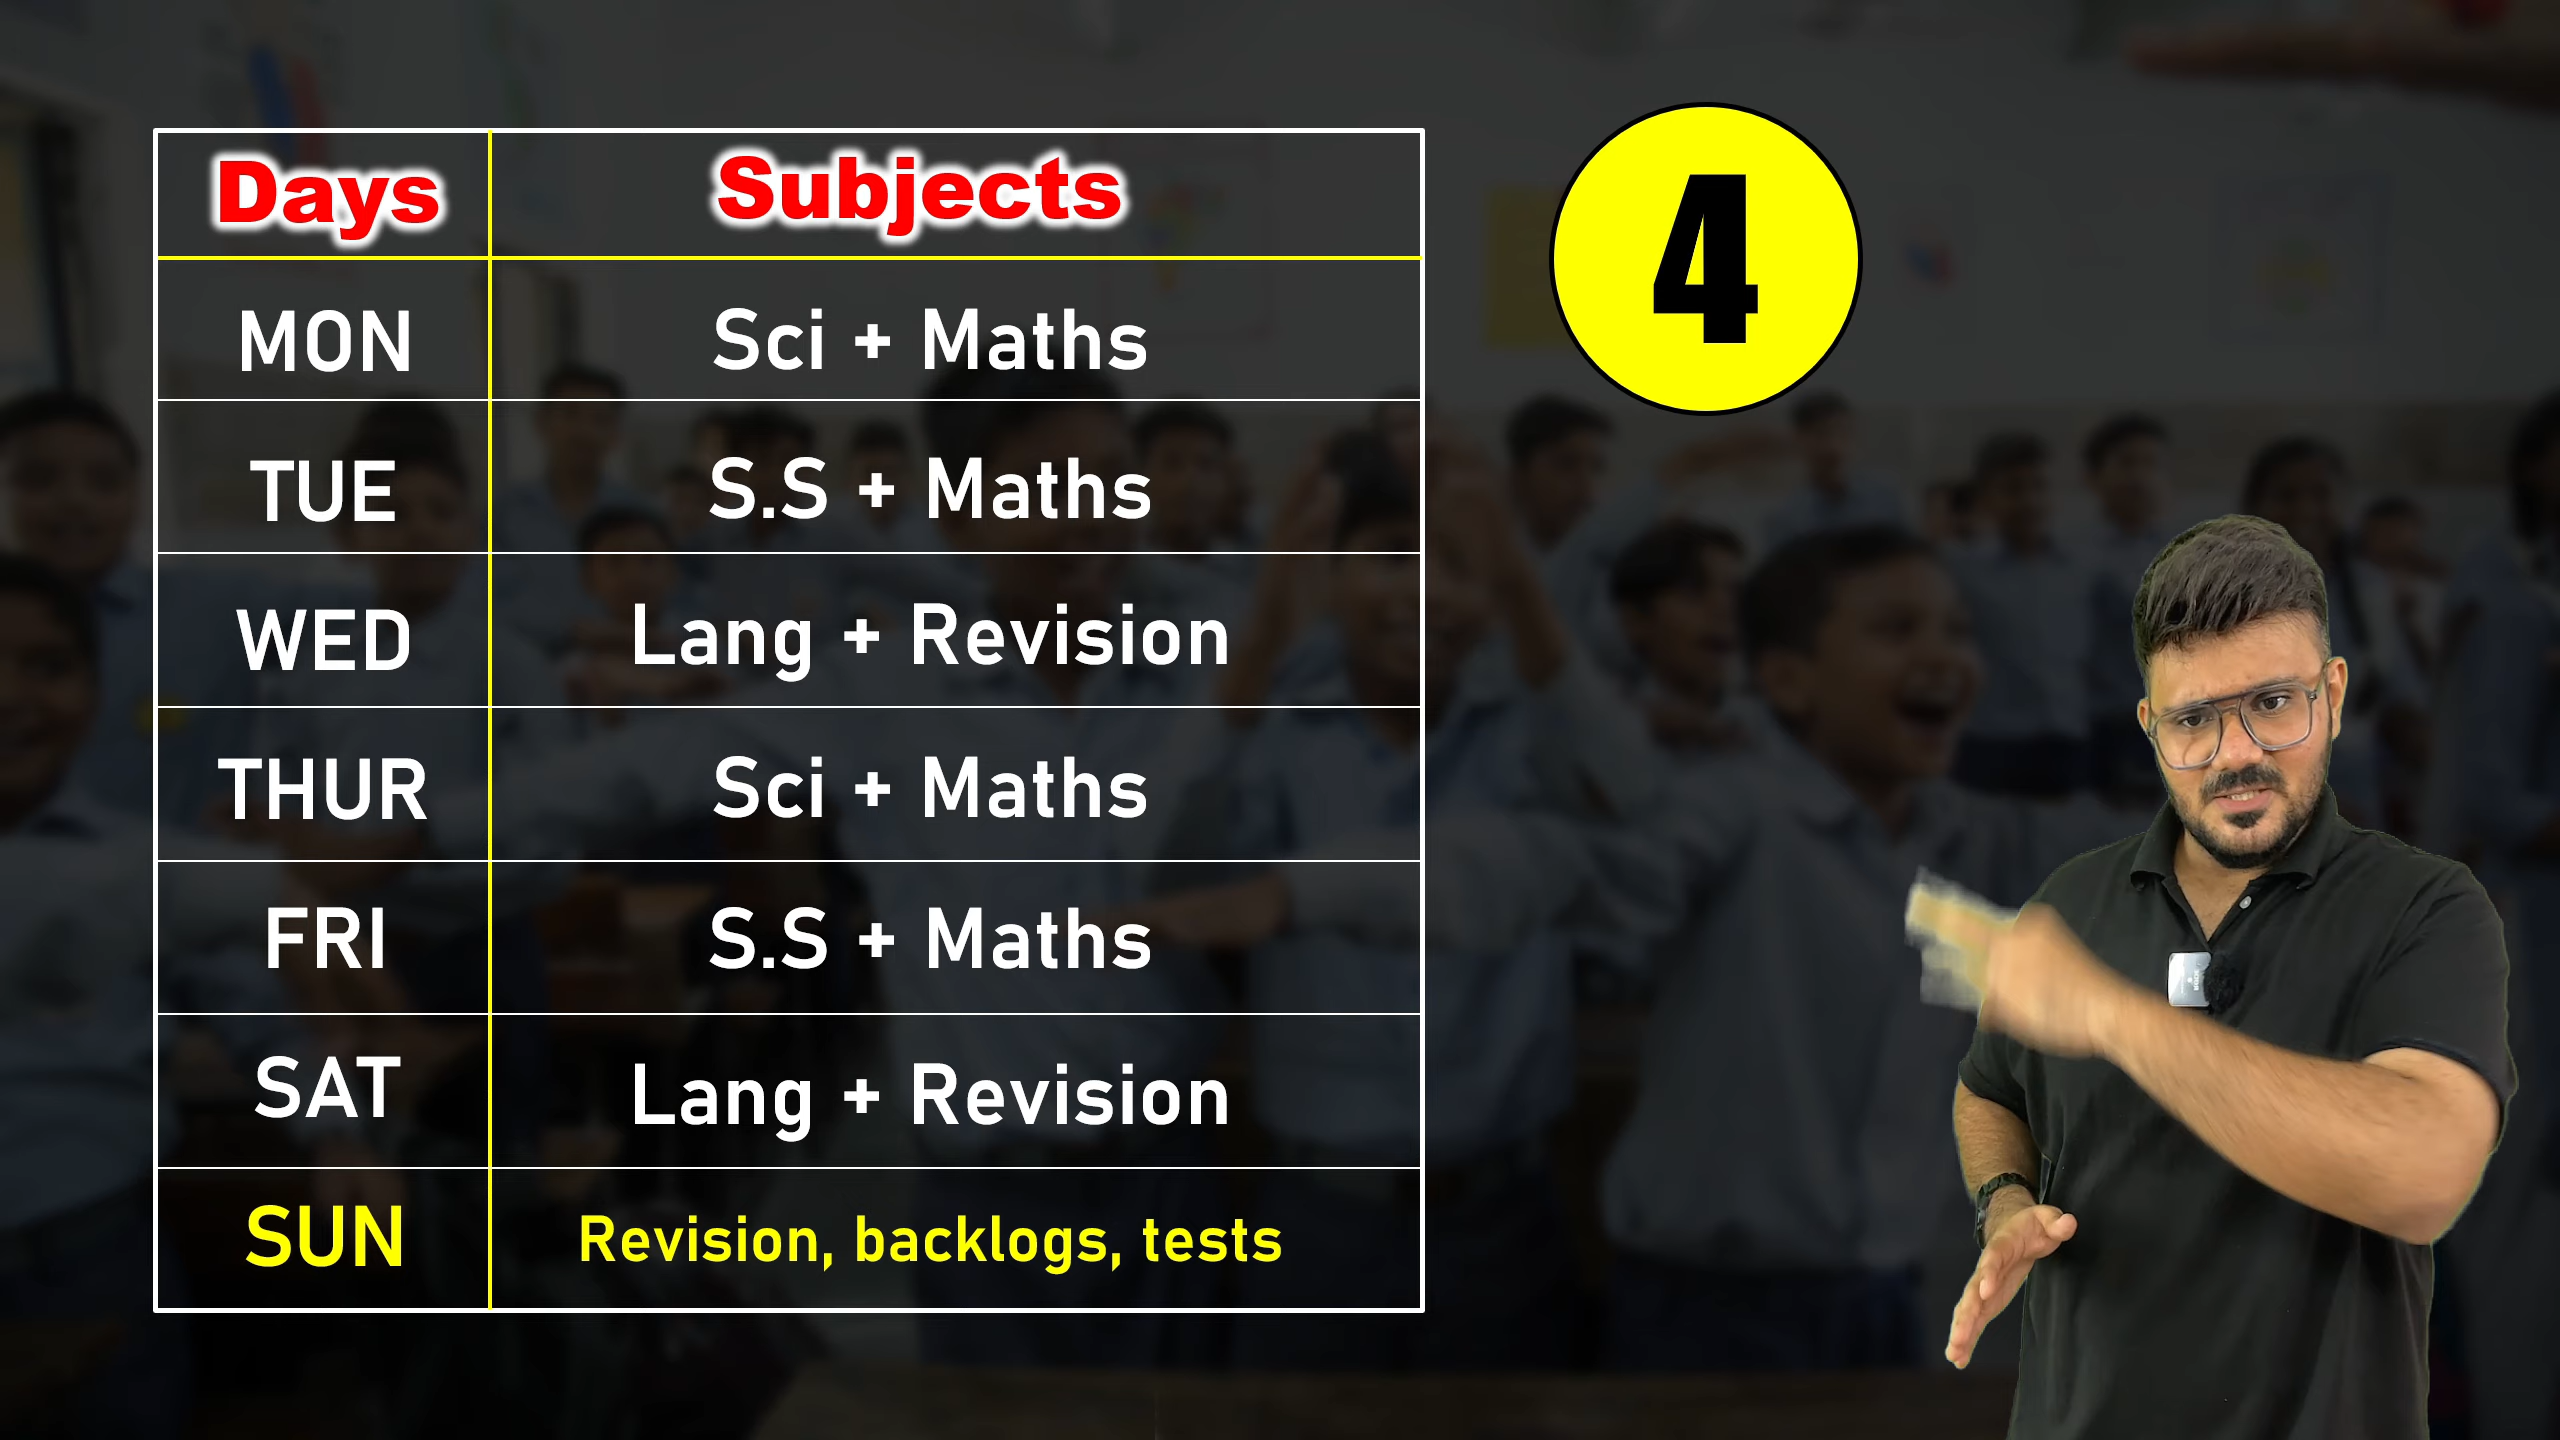 Days Subjects
MON Sci + Maths
TUE S.S + Maths
WED Lang + Revision
THUR Sci + Maths
FRI S.S + Maths
SAT Lang + Revision
SUN Revision, backlogs, tests
4